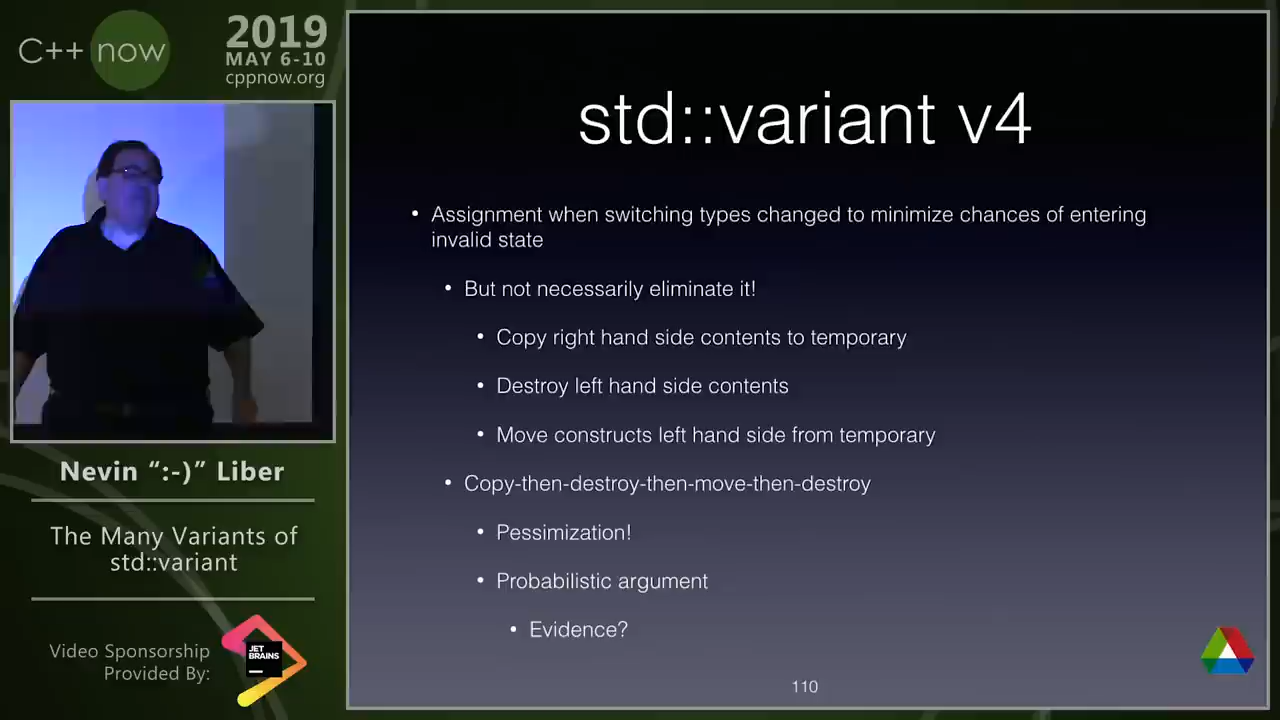 C++ now
2019
MAY 6-10
cppnow.org
Nevin “:-)” Liber
The Many Variants of
std::variant
Video Sponsorship
Provided By:
JET
BRAINS
std::variant v4
• Assignment when switching types changed to minimize chances of entering
invalid state
• But not necessarily eliminate it!
• Copy right hand side contents to temporary
• Destroy left hand side contents
• Move constructs left hand side from temporary
• Copy-then-destroy-then-move-then-destroy
• Pessimization!
• Probabilistic argument
• Evidence?
110